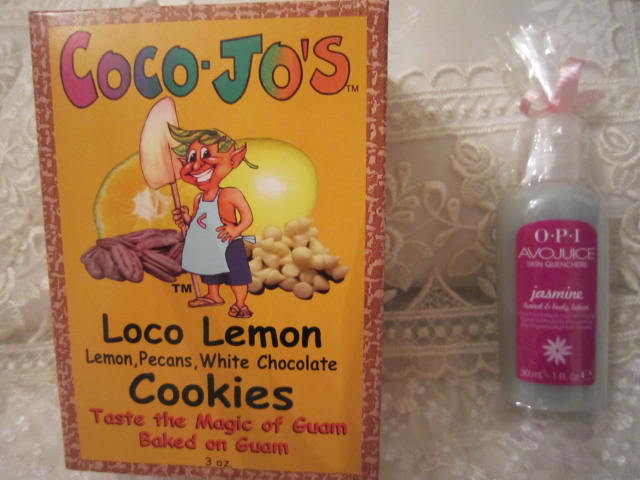 COCO-JO'S TM
TM
Loco Lemon
Lemon, Pecans, White Chocolate
Cookies
Taste the Magic of Guam
Baked on Guam
3 oz.
O·P·I
AVOJUICE
SKIN QUENCHERS
jasmine
hand & body lotion
30 mL - 1 fl. Oz